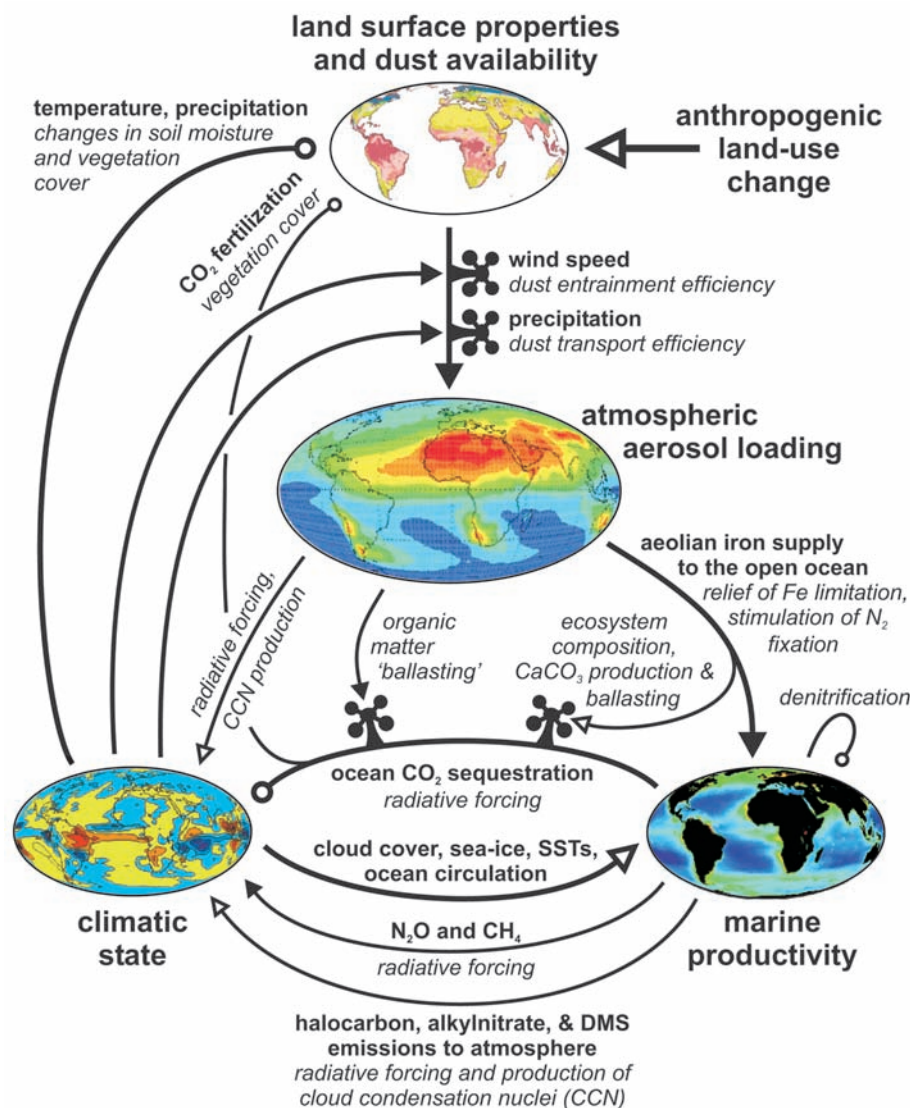 land surface properties
and dust availability
temperature, precipitation
changes in soil moisture
and vegetation
cover
anthropogenic
land-use
change
CO₂ fertilization
vegetation cover
wind speed
dust entrainment efficiency
precipitation
dust transport efficiency
atmospheric
aerosol loading
aeolian iron supply
to the open ocean
relief of Fe limitation,
stimulation of N₂
fixation
radiative forcing,
CCN production
organic
matter
‘ballasting’
ecosystem
composition,
CaCO₃ production &
ballasting
denitrification
ocean CO₂ sequestration
radiative forcing
cloud cover, sea-ice, SSTs,
ocean circulation
climatic
state
marine
productivity
N₂O and CH₄
radiative forcing
halocarbon, alkylnitrate, & DMS
emissions to atmosphere
radiative forcing and production of
cloud condensation nuclei (CCN)